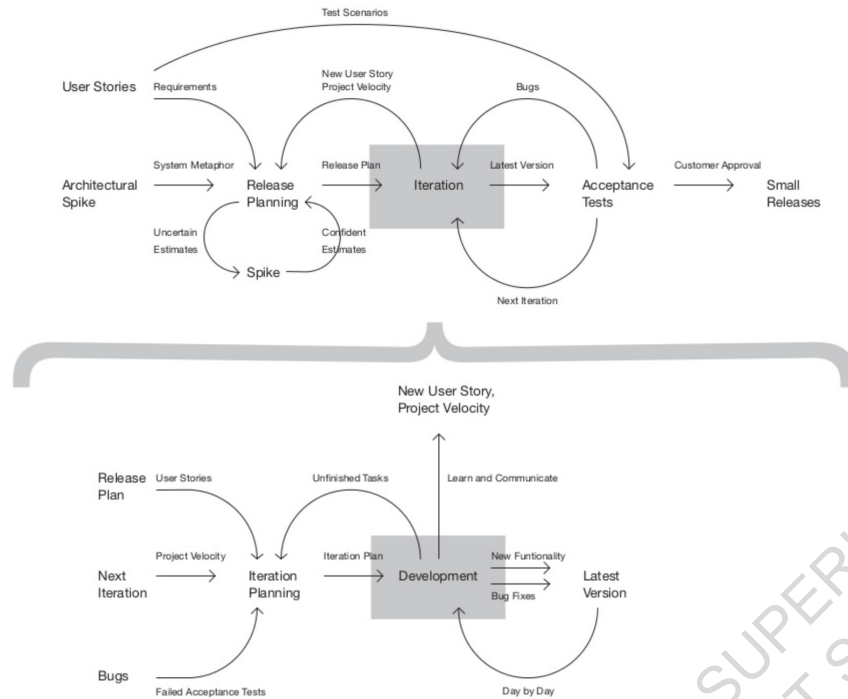 Test Scenarios
User Stories
Requirements
New User Story
Project Velocity
Bugs
Architectural
Spike
System Metaphor
Release
Planning
Release Plan
Iteration
Latest Version
Acceptance
Tests
Customer Approval
Small
Releases
Uncertain
Estimates
Confident
Estimates
Spike
Next Iteration
New User Story,
Project Velocity
Release
Plan
User Stories
Unfinished Tasks
Learn and Communicate
Next
Iteration
Project Velocity
Iteration
Planning
Iteration Plan
Development
New Funtionality
Bug Fixes
Latest
Version
Bugs
Failed Acceptance Tests
Day by Day